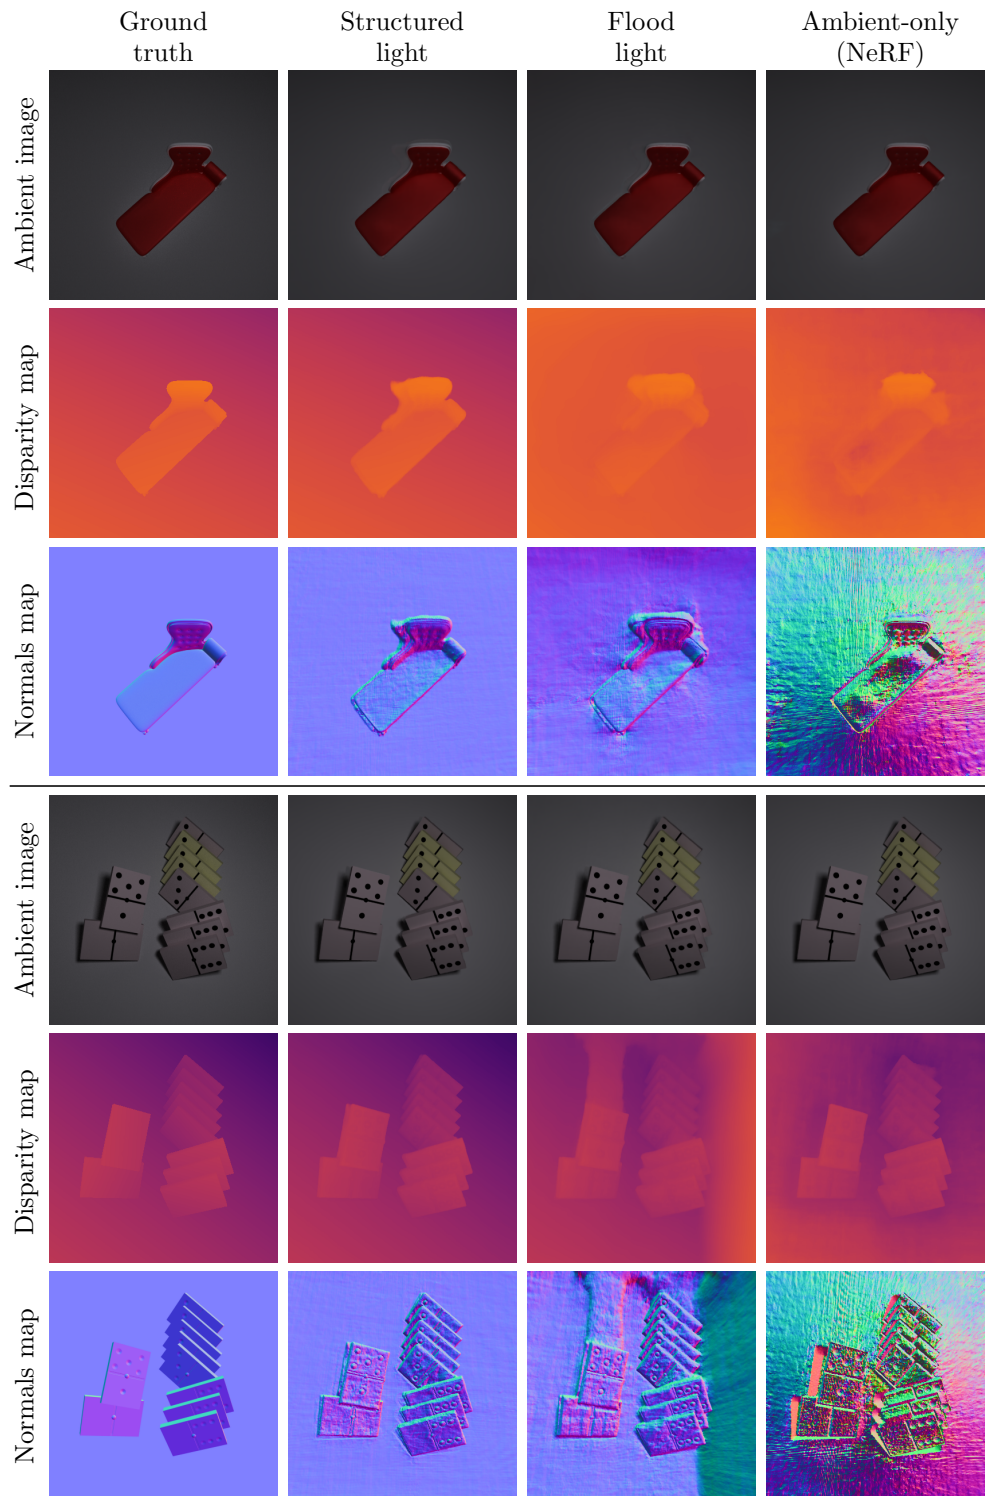 Ground
truth
Structured
light
Flood
light
Ambient-only
(NeRF)
Ambient image
Disparity map
Normals map
Ambient image
Disparity map
Normals map